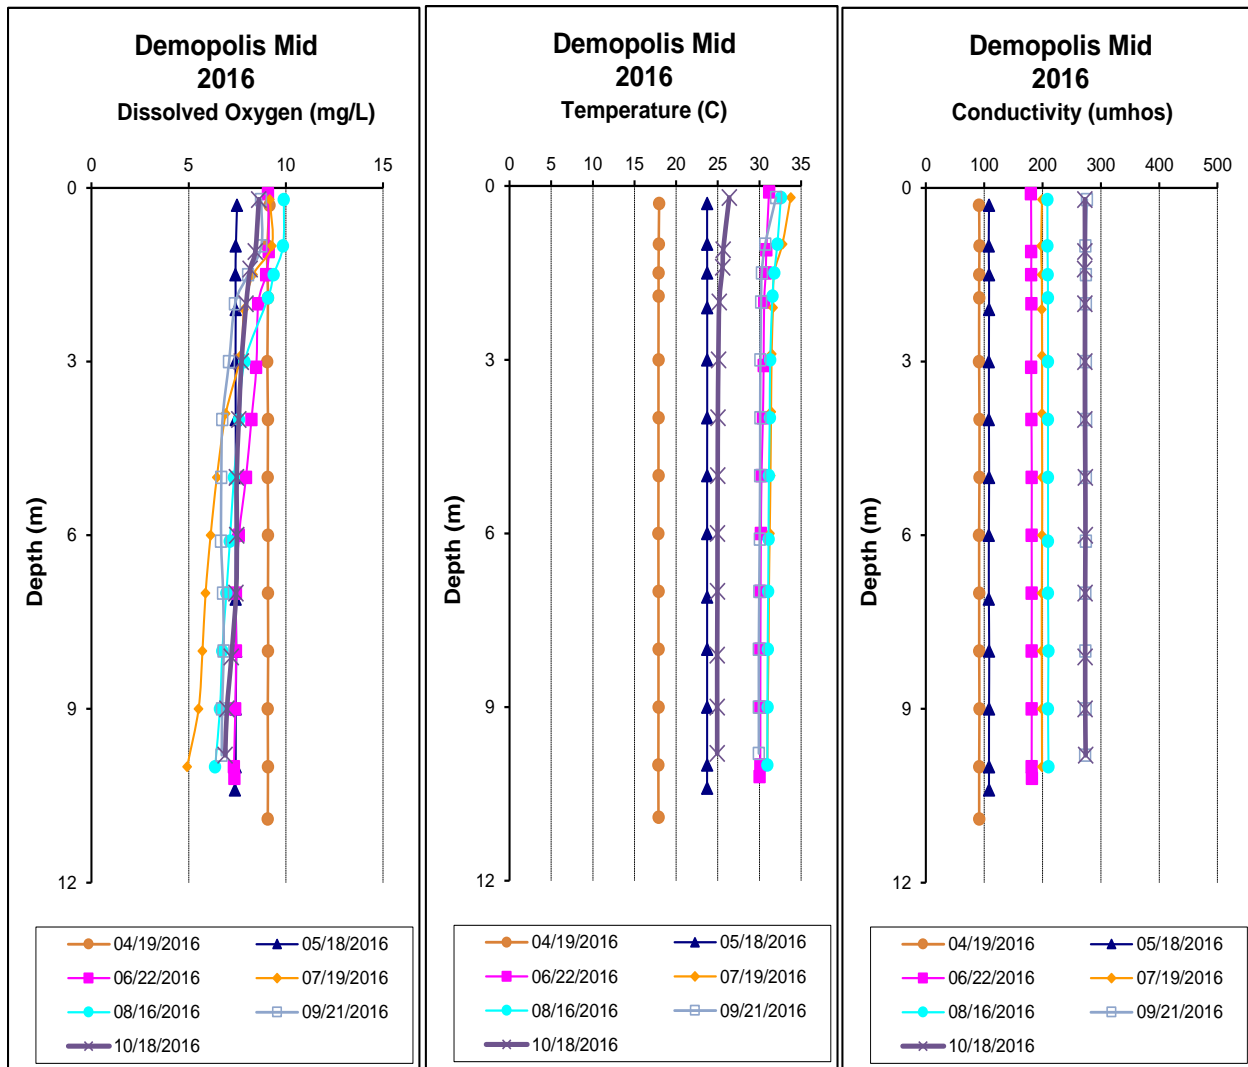 Demopolis Mid
2016
Dissolved Oxygen (mg/L)
0 5 10 15
0
3
6
9
12
Depth (m)
04/19/2016 05/18/2016
06/22/2016 07/19/2016
08/16/2016 09/21/2016
10/18/2016
Demopolis Mid
2016
Temperature (C)
0 5 10 15 20 25 30 35
0
3
6
9
12
Depth (m)
04/19/2016 05/18/2016
06/22/2016 07/19/2016
08/16/2016 09/21/2016
10/18/2016
Demopolis Mid
2016
Conductivity (umhos)
0 100 200 300 400 500
0
3
6
9
12
Depth (m)
04/19/2016 05/18/2016
06/22/2016 07/19/2016
08/16/2016 09/21/2016
10/18/2016